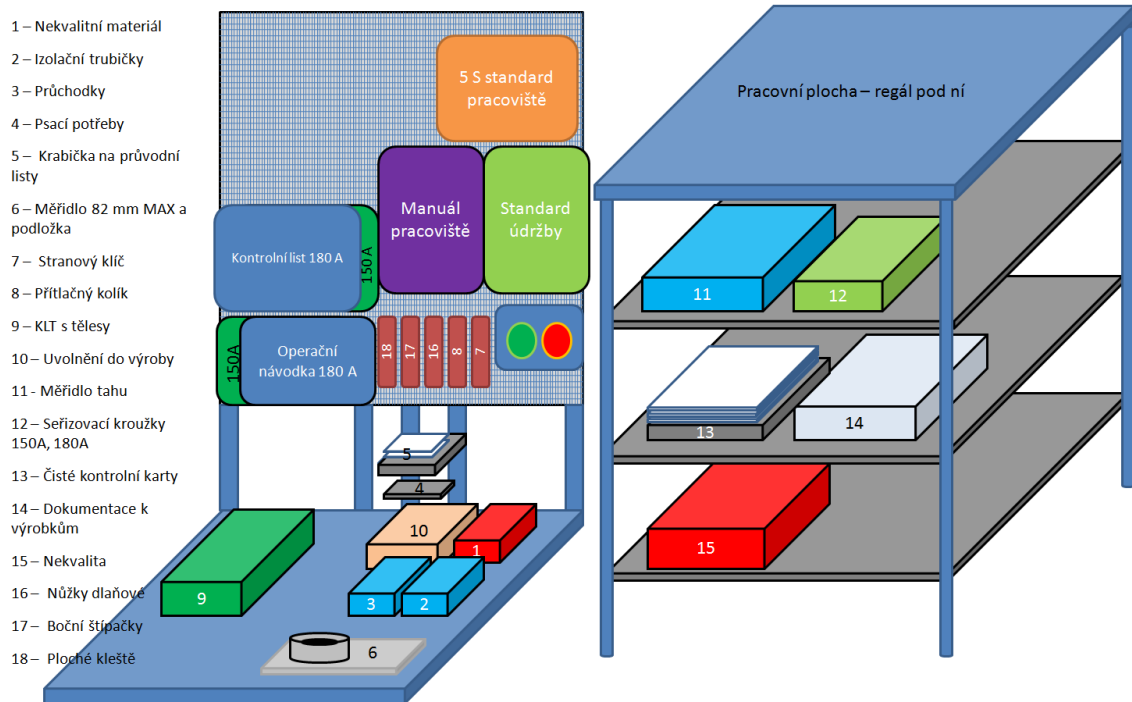 1 – Nekvalitní materiál
2 – Izolační trubičky
3 – Průchodky
4 – Psací potřeby
5 – Krabička na průvodní
listy
6 – Měřidlo 82 mm MAX a
podložka
7 – Stranový klíč
8 – Přítlačný kolík
9 – KLT s tělesy
10 – Uvolnění do výroby
11 - Měřidlo tahu
12 – Seřizovací kroužky
150A, 180A
13 – Čisté kontrolní karty
14 – Dokumentace k
výrobkům
15 – Nekvalita
16 – Nůžky dlaňové
17 – Boční štípačky
18 – Ploché kleště
5 S standard
pracoviště
Manuál
pracoviště
Standard
údržby
Kontrolní list 180 A
150 A
150A
Operační
návodka 180 A
18
17
16
8
7
5
4
10
1
9
3
2
6
Pracovní plocha – regál pod ní
11
12
13
14
15